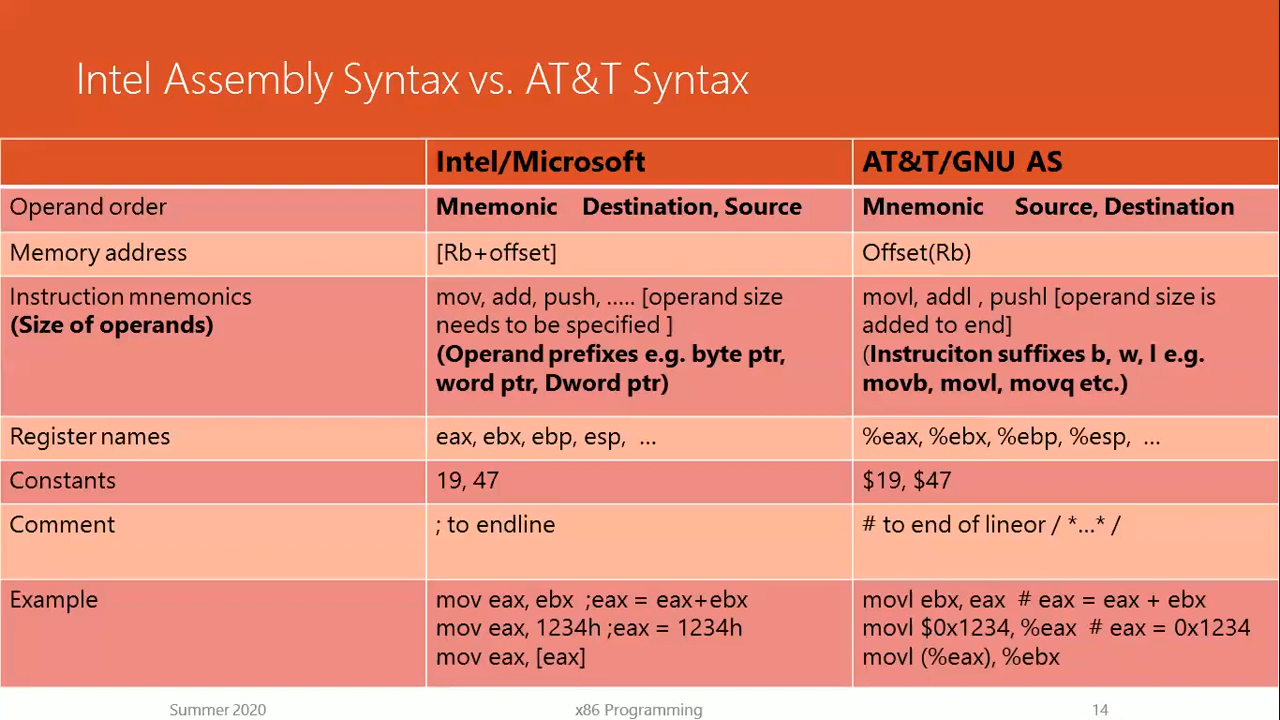 Intel Assembly Syntax vs. AT&T Syntax
Intel/Microsoft
AT&T/GNU AS
Operand order
Mnemonic Destination, Source
Mnemonic Source, Destination
Memory address
[Rb+offset]
Offset(Rb)
Instruction mnemonics
(Size of operands)
mov, add, push, ..... [operand size
needs to be specified ]
(Operand prefixes e.g. byte ptr,
word ptr, Dword ptr)
movl, addl , pushl [operand size is
added to end]
(Instruciton suffixes b, w, l e.g.
movb, movl, movq etc.)
Register names
eax, ebx, ebp, esp, ...
%eax, %ebx, %ebp, %esp, ...
Constants
19, 47
$19, $47
Comment
; to endline
# to end of lineor / *...* /
Example
mov eax, ebx ;eax = eax+ebx
mov eax, 1234h ;eax = 1234h
mov eax, [eax]
movl ebx, eax # eax = eax + ebx
movl $0x1234, %eax # eax = 0x1234
movl (%eax), %ebx
Summer 2020
x86 Programming
14